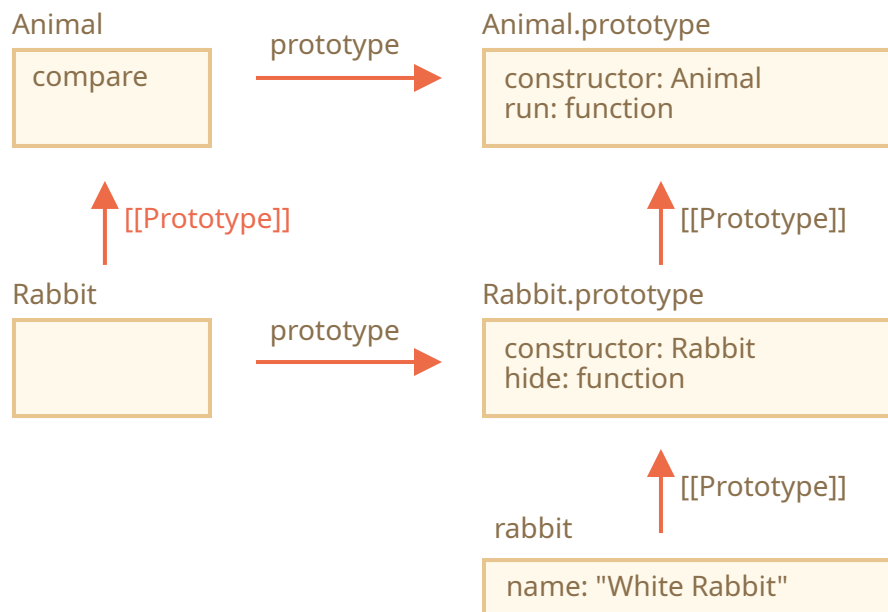 Animal
prototype
Animal.prototype
compare
constructor: Animal
run: function
[[Prototype]]
[[Prototype]]
Rabbit
prototype
Rabbit.prototype
constructor: Rabbit
hide: function
[[Prototype]]
rabbit
name: "White Rabbit"